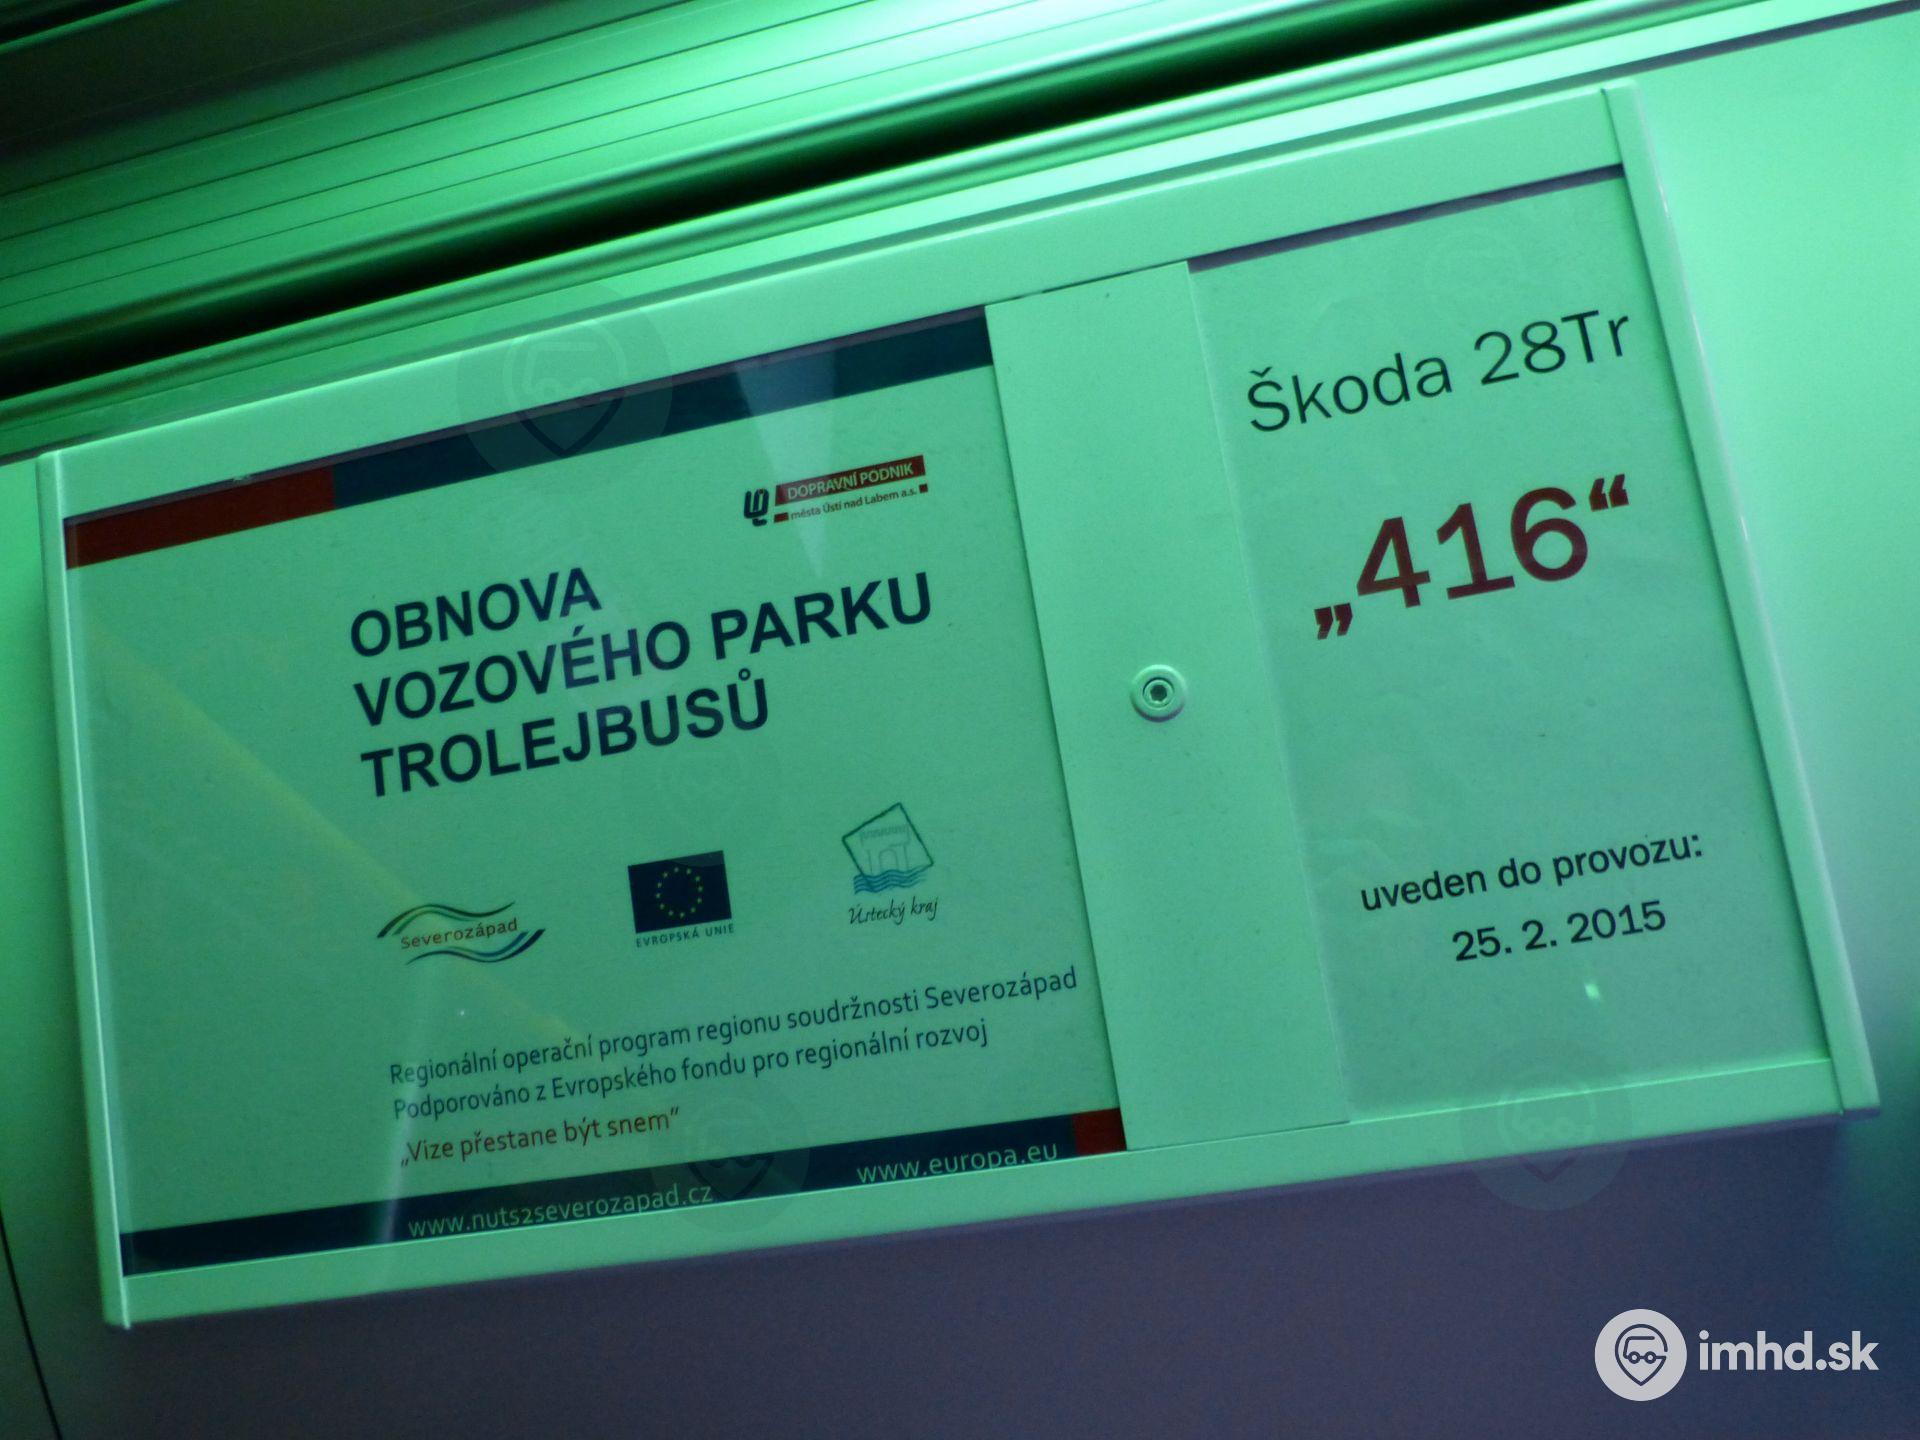 DOPRAVNÍ PODNIK
města Ústí nad Labem a.s.
OBNOVA
VOZOVÉHO PARKU
TROLEJBUSŮ
Severozápad
EVROPSKÁ UNIE
Ústecký kraj
Regionální operační program regionu soudržnosti Severozápad
Podporováno z Evropského fondu pro regionální rozvoj
„Vize přestane být snem”
www.nuts2severozapad.cz
www.europa.eu
Škoda 28Tr
„416“
uveden do provozu:
25. 2. 2015
imhd.sk